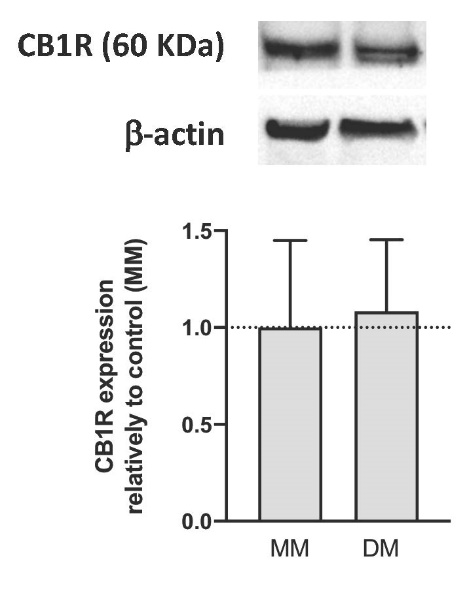 CB1R (60 KDa)
β-actin
CB1R expression
relatively to control (MM)
1.5
1.0
0.5
0.0
MM DM